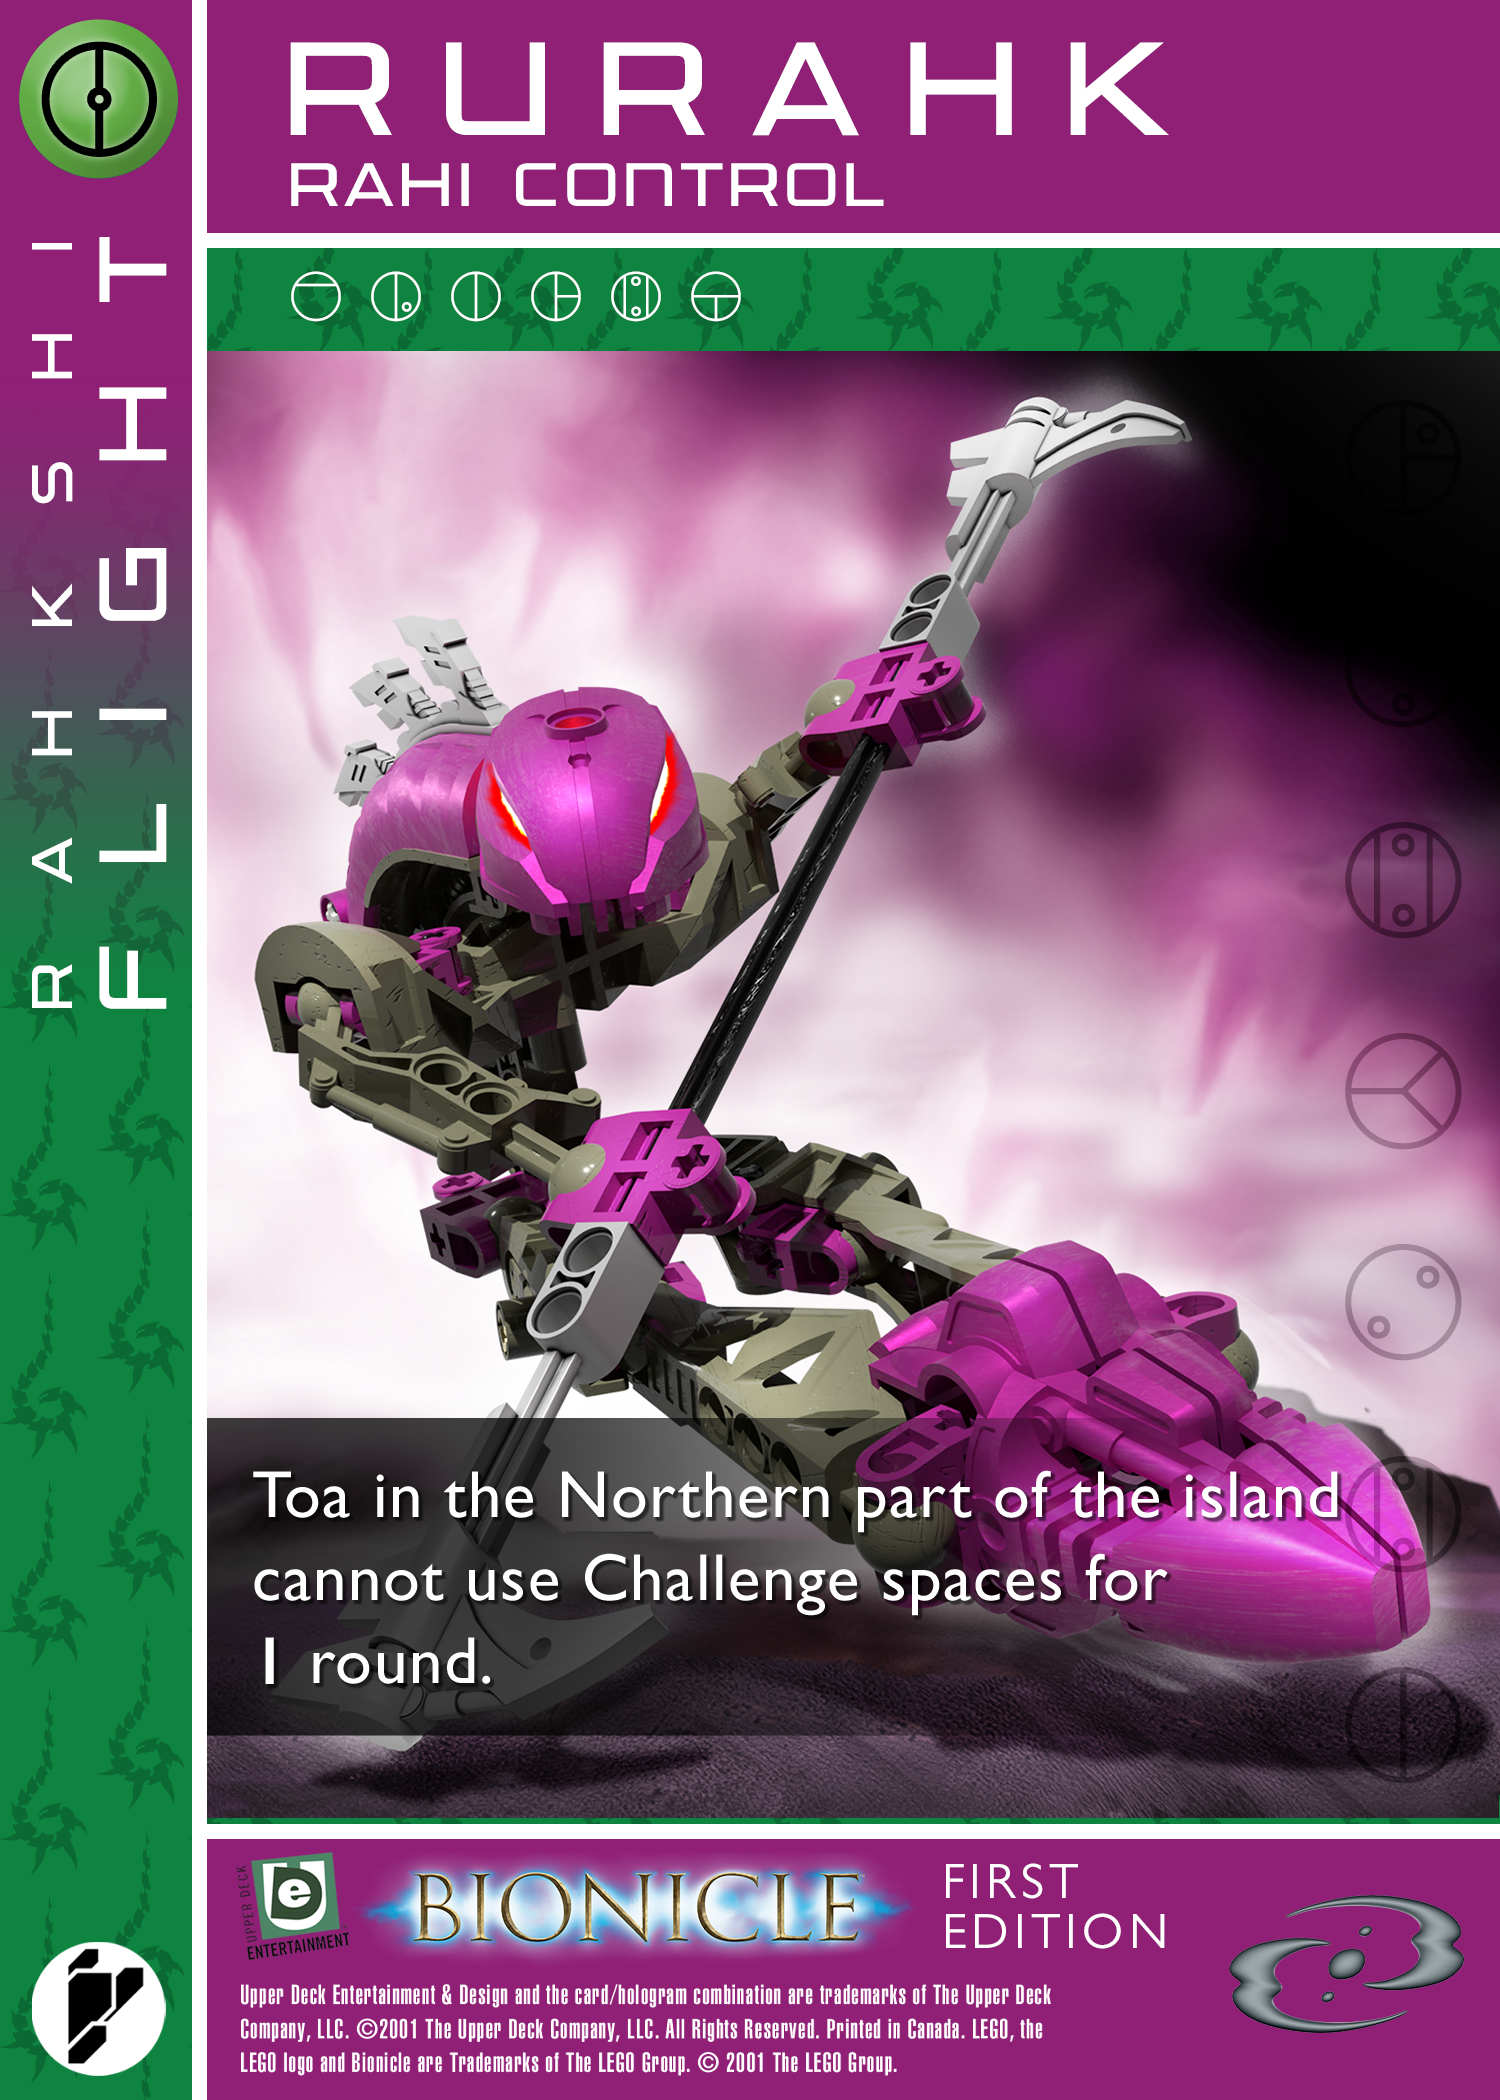 RURAHK
RAHI CONTROL
RAHKSHI
FLIGHT
Toa in the Northern part of the island
cannot use Challenge spaces for
1 round.
UPPER DECK
e
ENTERTAINMENT
BIONICLE
FIRST
EDITION
Upper Deck Entertainment & Design and the card/hologram combination are trademarks of The Upper Deck
Company, LLC. ©2001 The Upper Deck Company, LLC. All Rights Reserved. Printed in Canada. LEGO, the
LEGO logo and Bionicle are Trademarks of The LEGO Group. © 2001 The LEGO Group.